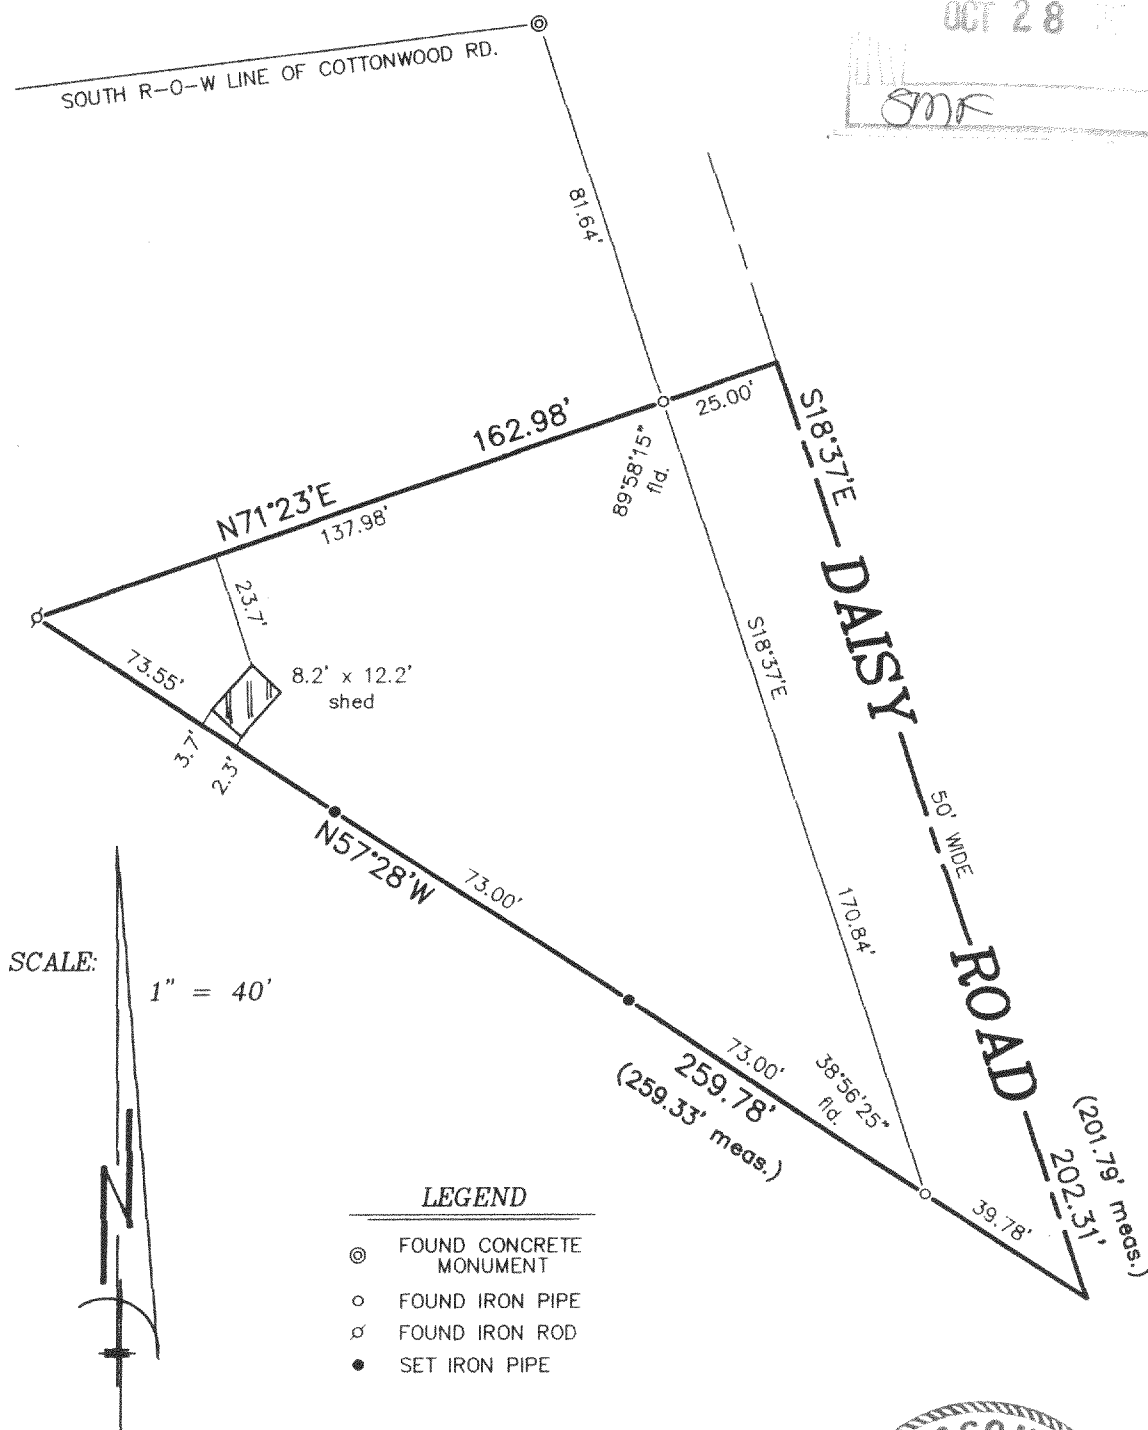 OCT 28
SMF
SOUTH R-O-W LINE OF COTTONWOOD RD.
81.64'
162.98'
25.00'
S18°37'E
89°58'15"
fld.
N71°23'E
137.98'
23.7'
DAISY
73.55'
8.2' x 12.2'
shed
S18°37'E
3.7'
2.3'
50' WIDE
N57°28'W
73.00'
170.84'
SCALE:
1" = 40'
ROAD
73.00'
38°56'25"
fld.
259.78'
(259.33' meas.)
(201.79' meas.)
202.31'
39.78'
N
LEGEND
FOUND CONCRETE
MONUMENT
FOUND IRON PIPE
FOUND IRON ROD
SET IRON PIPE